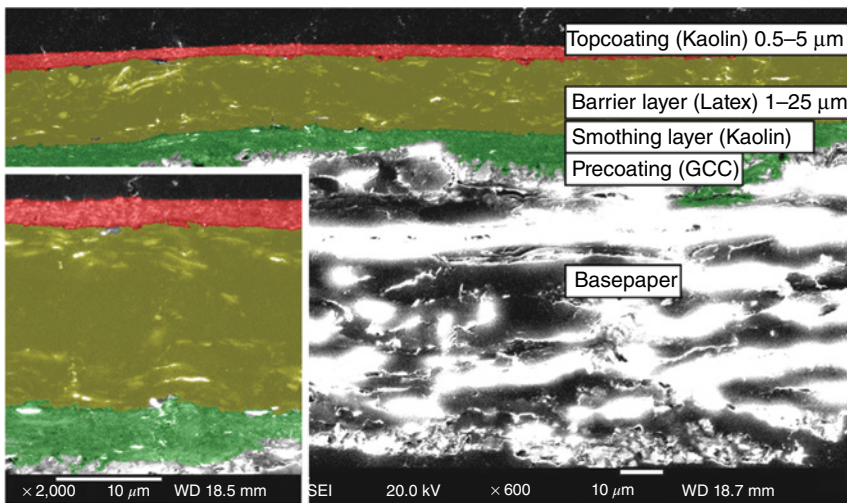 Topcoating (Kaolin) 0.5–5 μm
Barrier layer (Latex) 1–25 μm
Smothing layer (Kaolin)
Precoating (GCC)
Basepaper
× 2,000 10 μm WD 18.5 mm
SEI 20.0 kV × 600 10 μm WD 18.7 mm